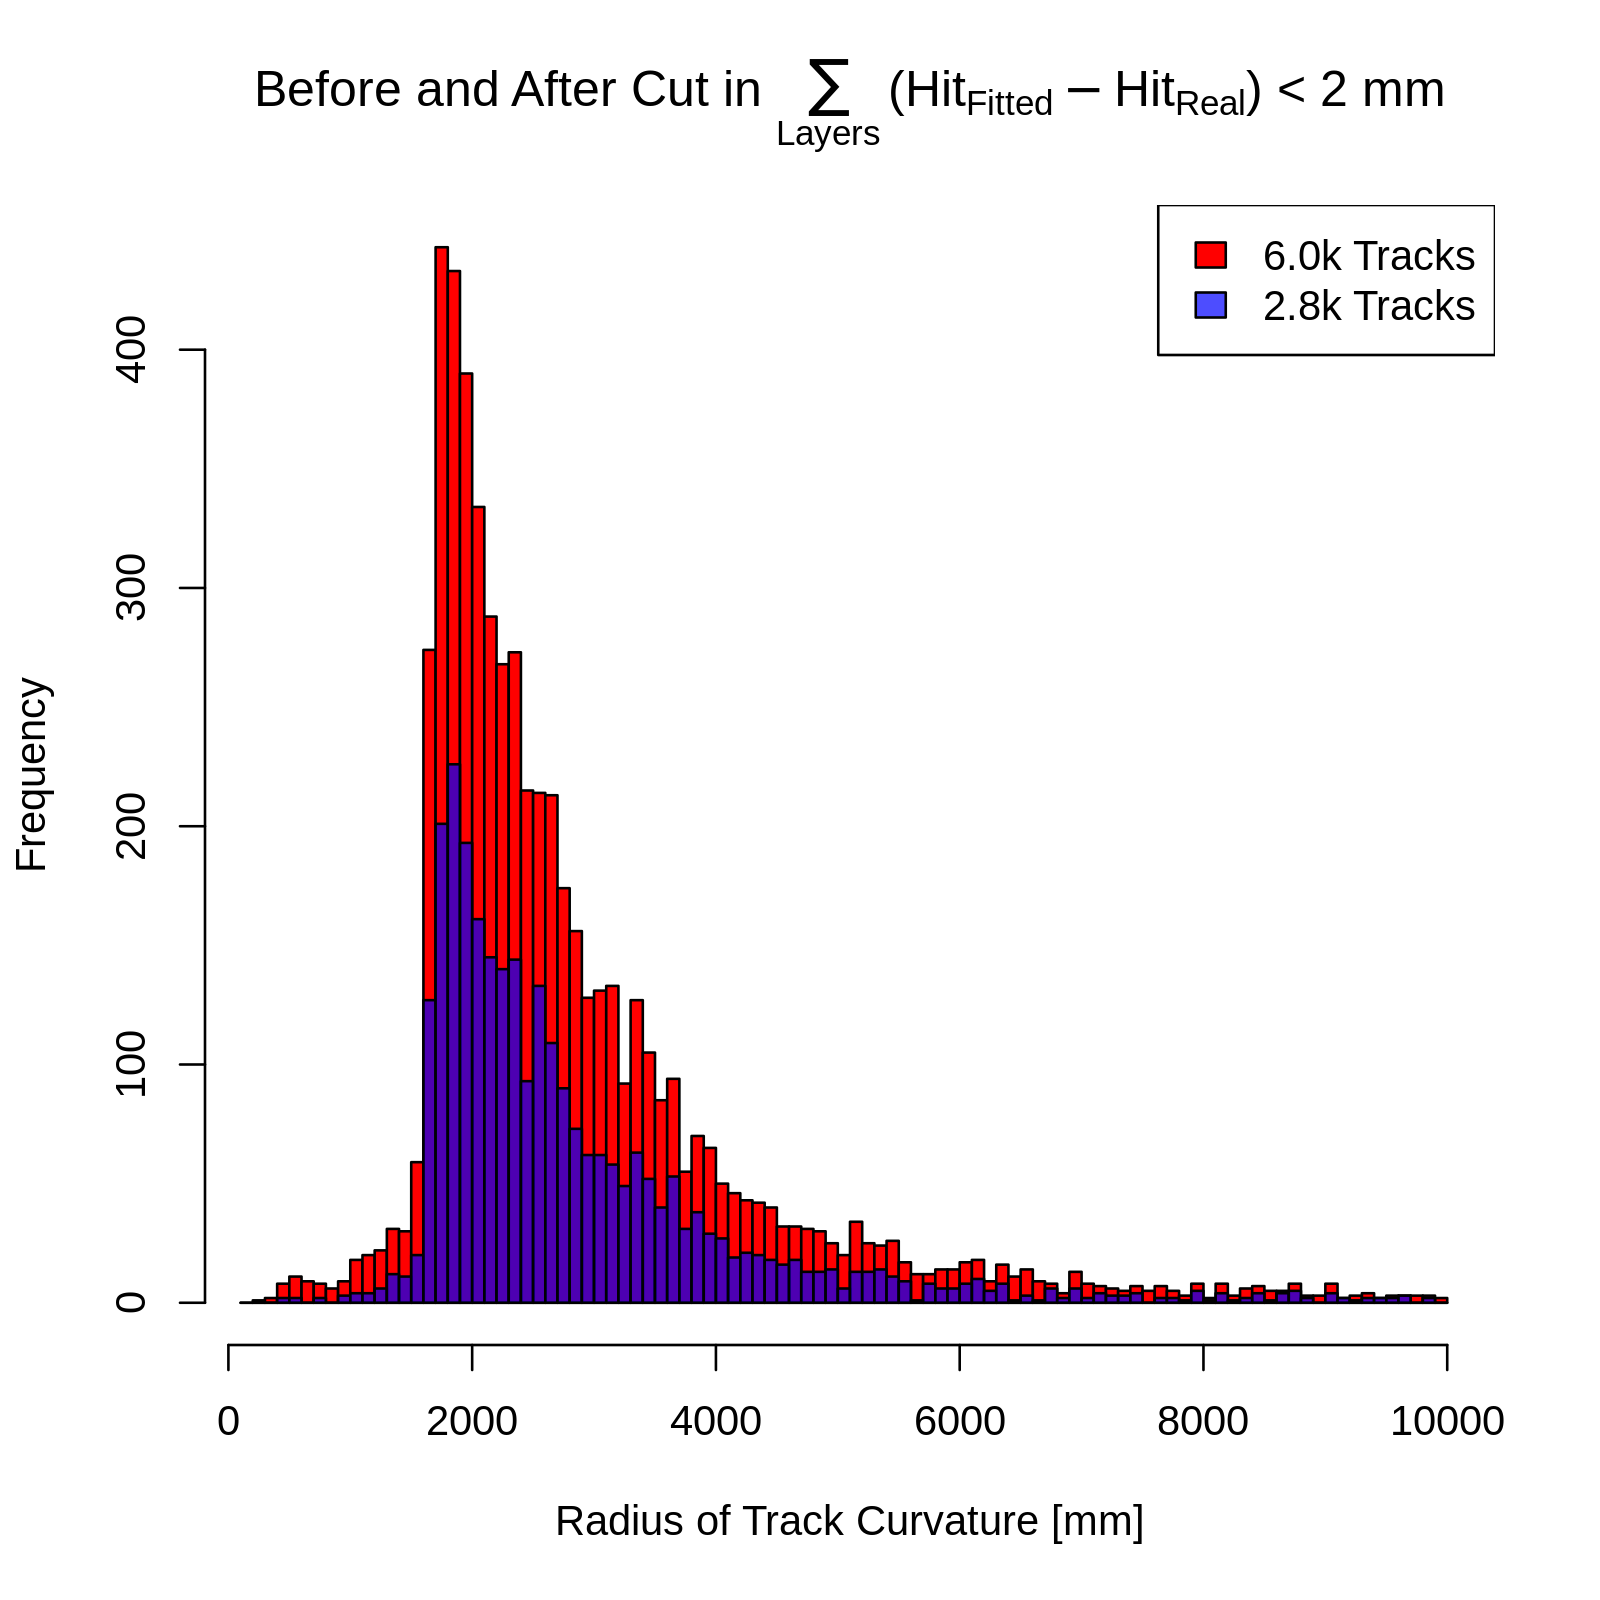 Before and After Cut in ∑ (Hit_Fitted − Hit_Real) < 2 mm
Layers
6.0k Tracks
2.8k Tracks
Frequency
400
300
200
100
0
0 2000 4000 6000 8000 10000
Radius of Track Curvature [mm]